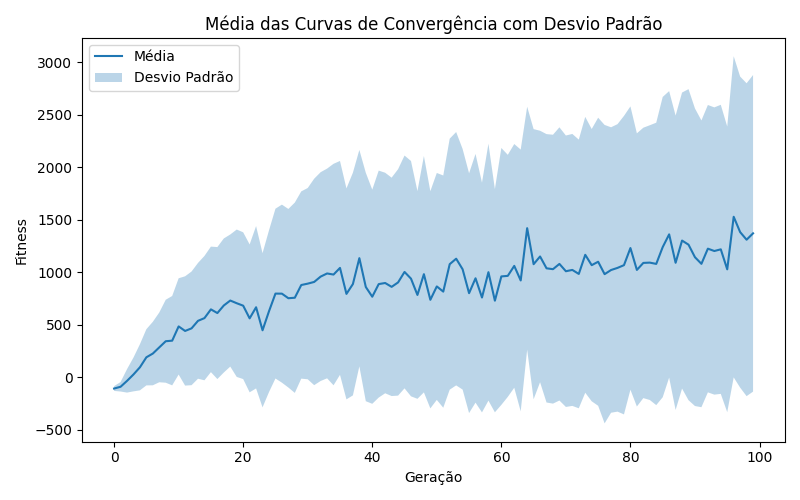 Média das Curvas de Convergência com Desvio Padrão
Média
Desvio Padrão
Fitness
3000
2500
2000
1500
1000
500
0
−500
0 20 40 60 80 100
Geração